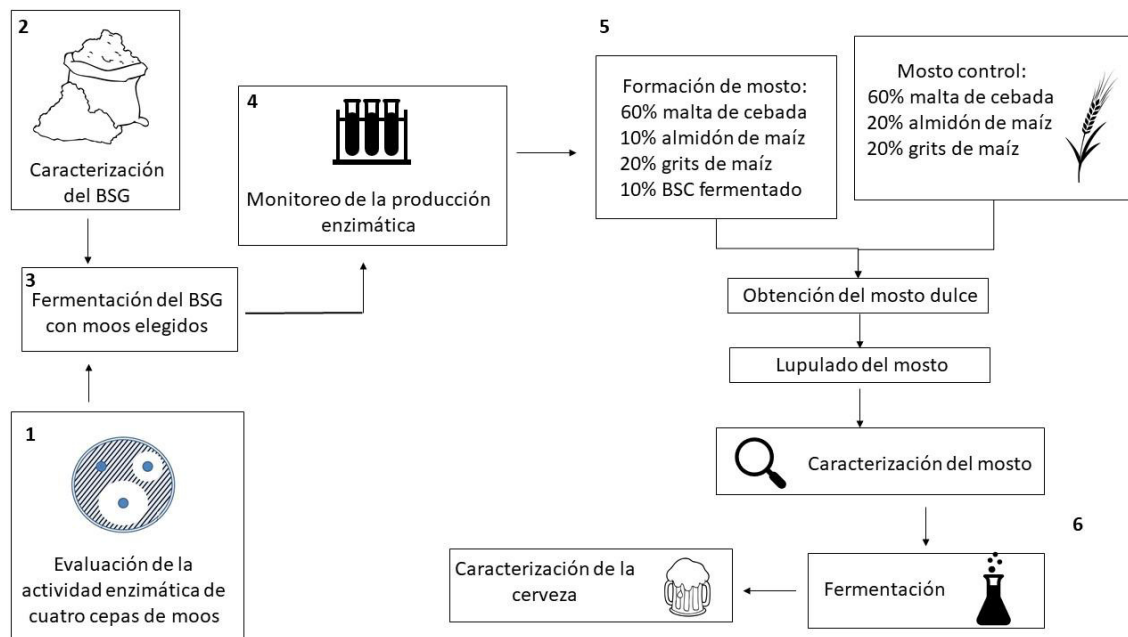 2
Caracterización
del BSG
3
Fermentación del BSG
con moos elegidos
1
Evaluación de la
actividad enzimática de
cuatro cepas de moos
4
Monitoreo de la producción
enzimática
5
Formación de mosto:
60% malta de cebada
10% almidón de maíz
20% grits de maíz
10% BSC fermentado
Mosto control:
60% malta de cebada
20% almidón de maíz
20% grits de maíz
Obtención del mosto dulce
Lupulado del mosto
Caracterización del mosto
6
Fermentación
Caracterización de la
cerveza